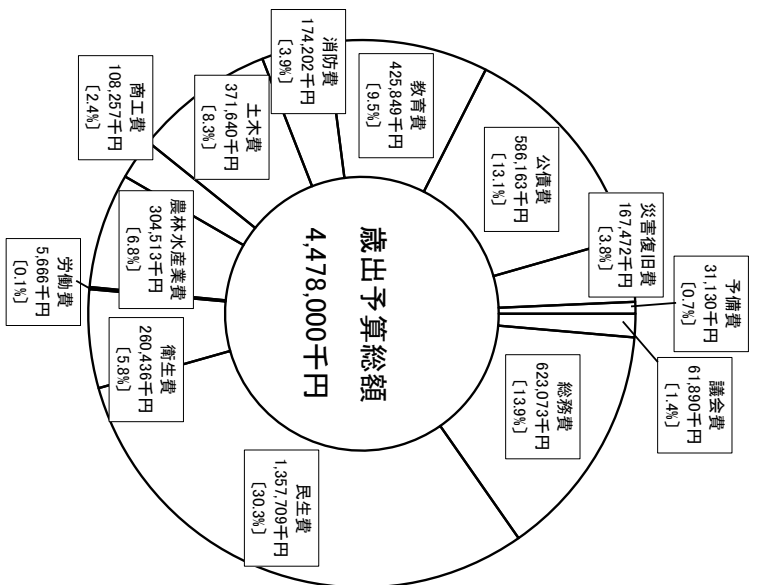 歳出予算総額
4,478,000千円
議会費
61,890千円
[1.4%]
総務費
623,073千円
[13.9%]
民生費
1,357,709千円
[30.3%]
衛生費
260,436千円
[5.8%]
労働費
5,666千円
[0.1%]
農林水産業費
304,513千円
[6.8%]
商工費
108,257千円
[2.4%]
土木費
371,640千円
[8.3%]
消防費
174,202千円
[3.9%]
教育費
425,849千円
[9.5%]
公債費
586,163千円
[13.1%]
災害復旧費
167,472千円
[3.8%]
予備費
31,130千円
[0.7%]